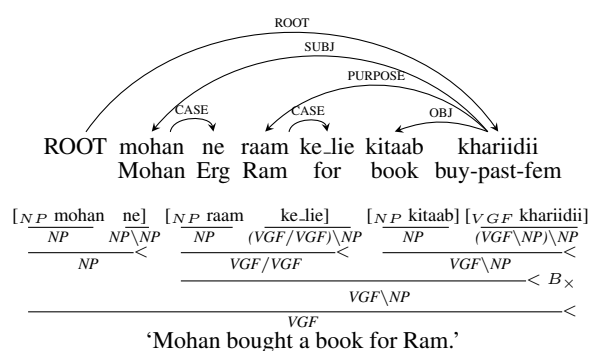 ROOT
SUBJ
PURPOSE
CASE CASE OBJ
ROOT mohan ne raam ke_lie kitaab khariidii
Mohan Erg Ram for book buy-past-fem
[NP mohan ne] [NP raam ke_lie] [NP kitaab] [VGF khariidii]
NP NP\NP NP (VGF/VGF)\NP NP (VGF\NP)\NP
< < <
NP VGF/VGF VGF\NP
< B×
VGF\NP
<
VGF
‘Mohan bought a book for Ram.’